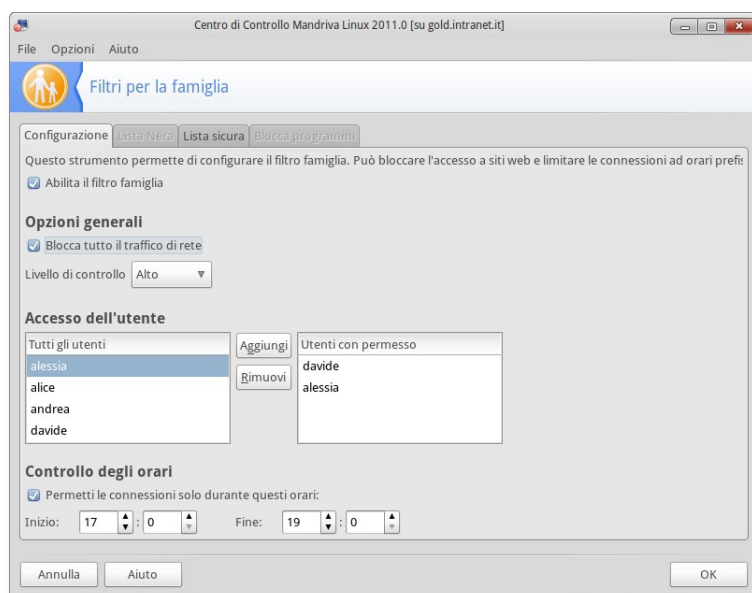 Centro di Controllo Mandriva Linux 2011.0 [su gold.intranet.it]
File Opzioni Aiuto
Filtri per la famiglia
Configurazione Lista Nera Lista sicura Blocca programmi
Questo strumento permette di configurare il filtro famiglia. Può bloccare l'accesso a siti web e limitare le connessioni ad orari prefis
Abilita il filtro famiglia
Opzioni generali
Blocca tutto il traffico di rete
Livello di controllo Alto
Accesso dell'utente
Tutti gli utenti Aggiungi Utenti con permesso
alessia davide
Rimuovi
alice alessia
andrea
davide
Controllo degli orari
Permetti le connessioni solo durante questi orari:
Inizio: 17 : 0 Fine: 19 : 0
Annulla Aiuto OK